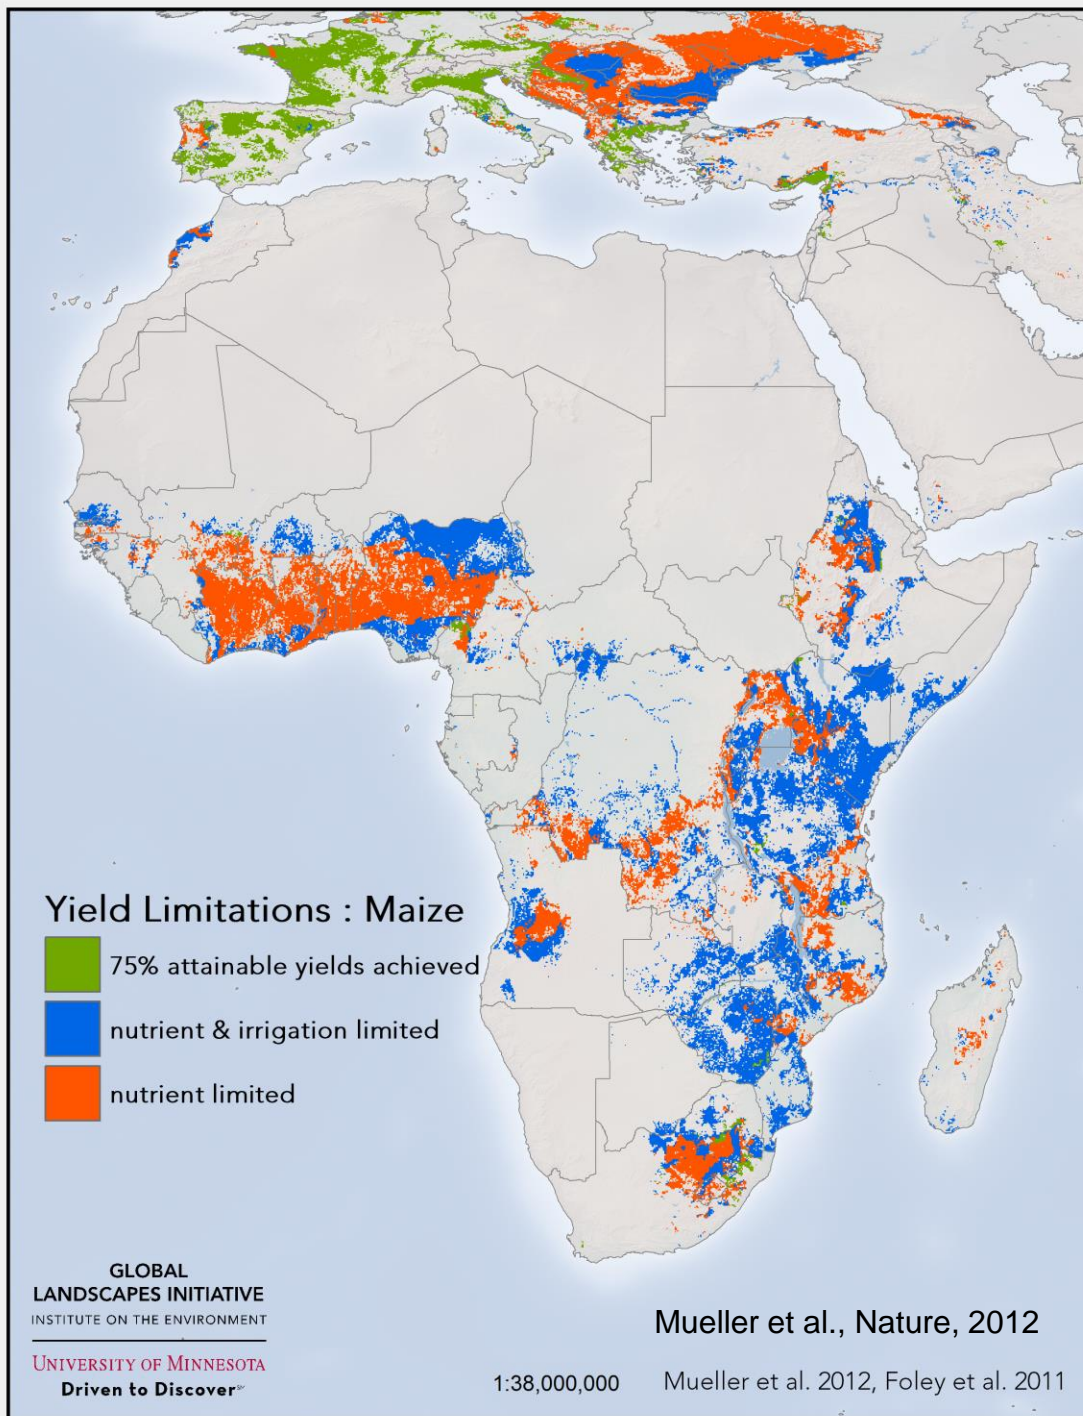 Yield Limitations : Maize
75% attainable yields achieved
nutrient & irrigation limited
nutrient limited
GLOBAL
LANDSCAPES INITIATIVE
INSTITUTE ON THE ENVIRONMENT
UNIVERSITY OF MINNESOTA
Driven to Discover℠
Mueller et al., Nature, 2012
1:38,000,000
Mueller et al. 2012, Foley et al. 2011